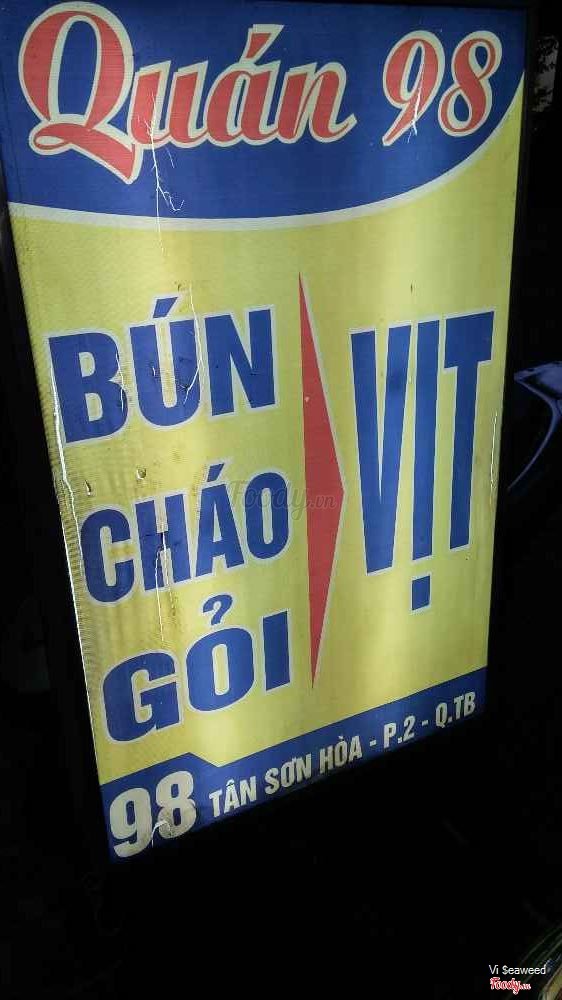 Quán 98
BÚN
CHÁO
GỎI
VỊT
98 TÂN SƠN HÒA - P.2 - Q.TB
Foody.vn
Vi Seaweed
Foody.vn